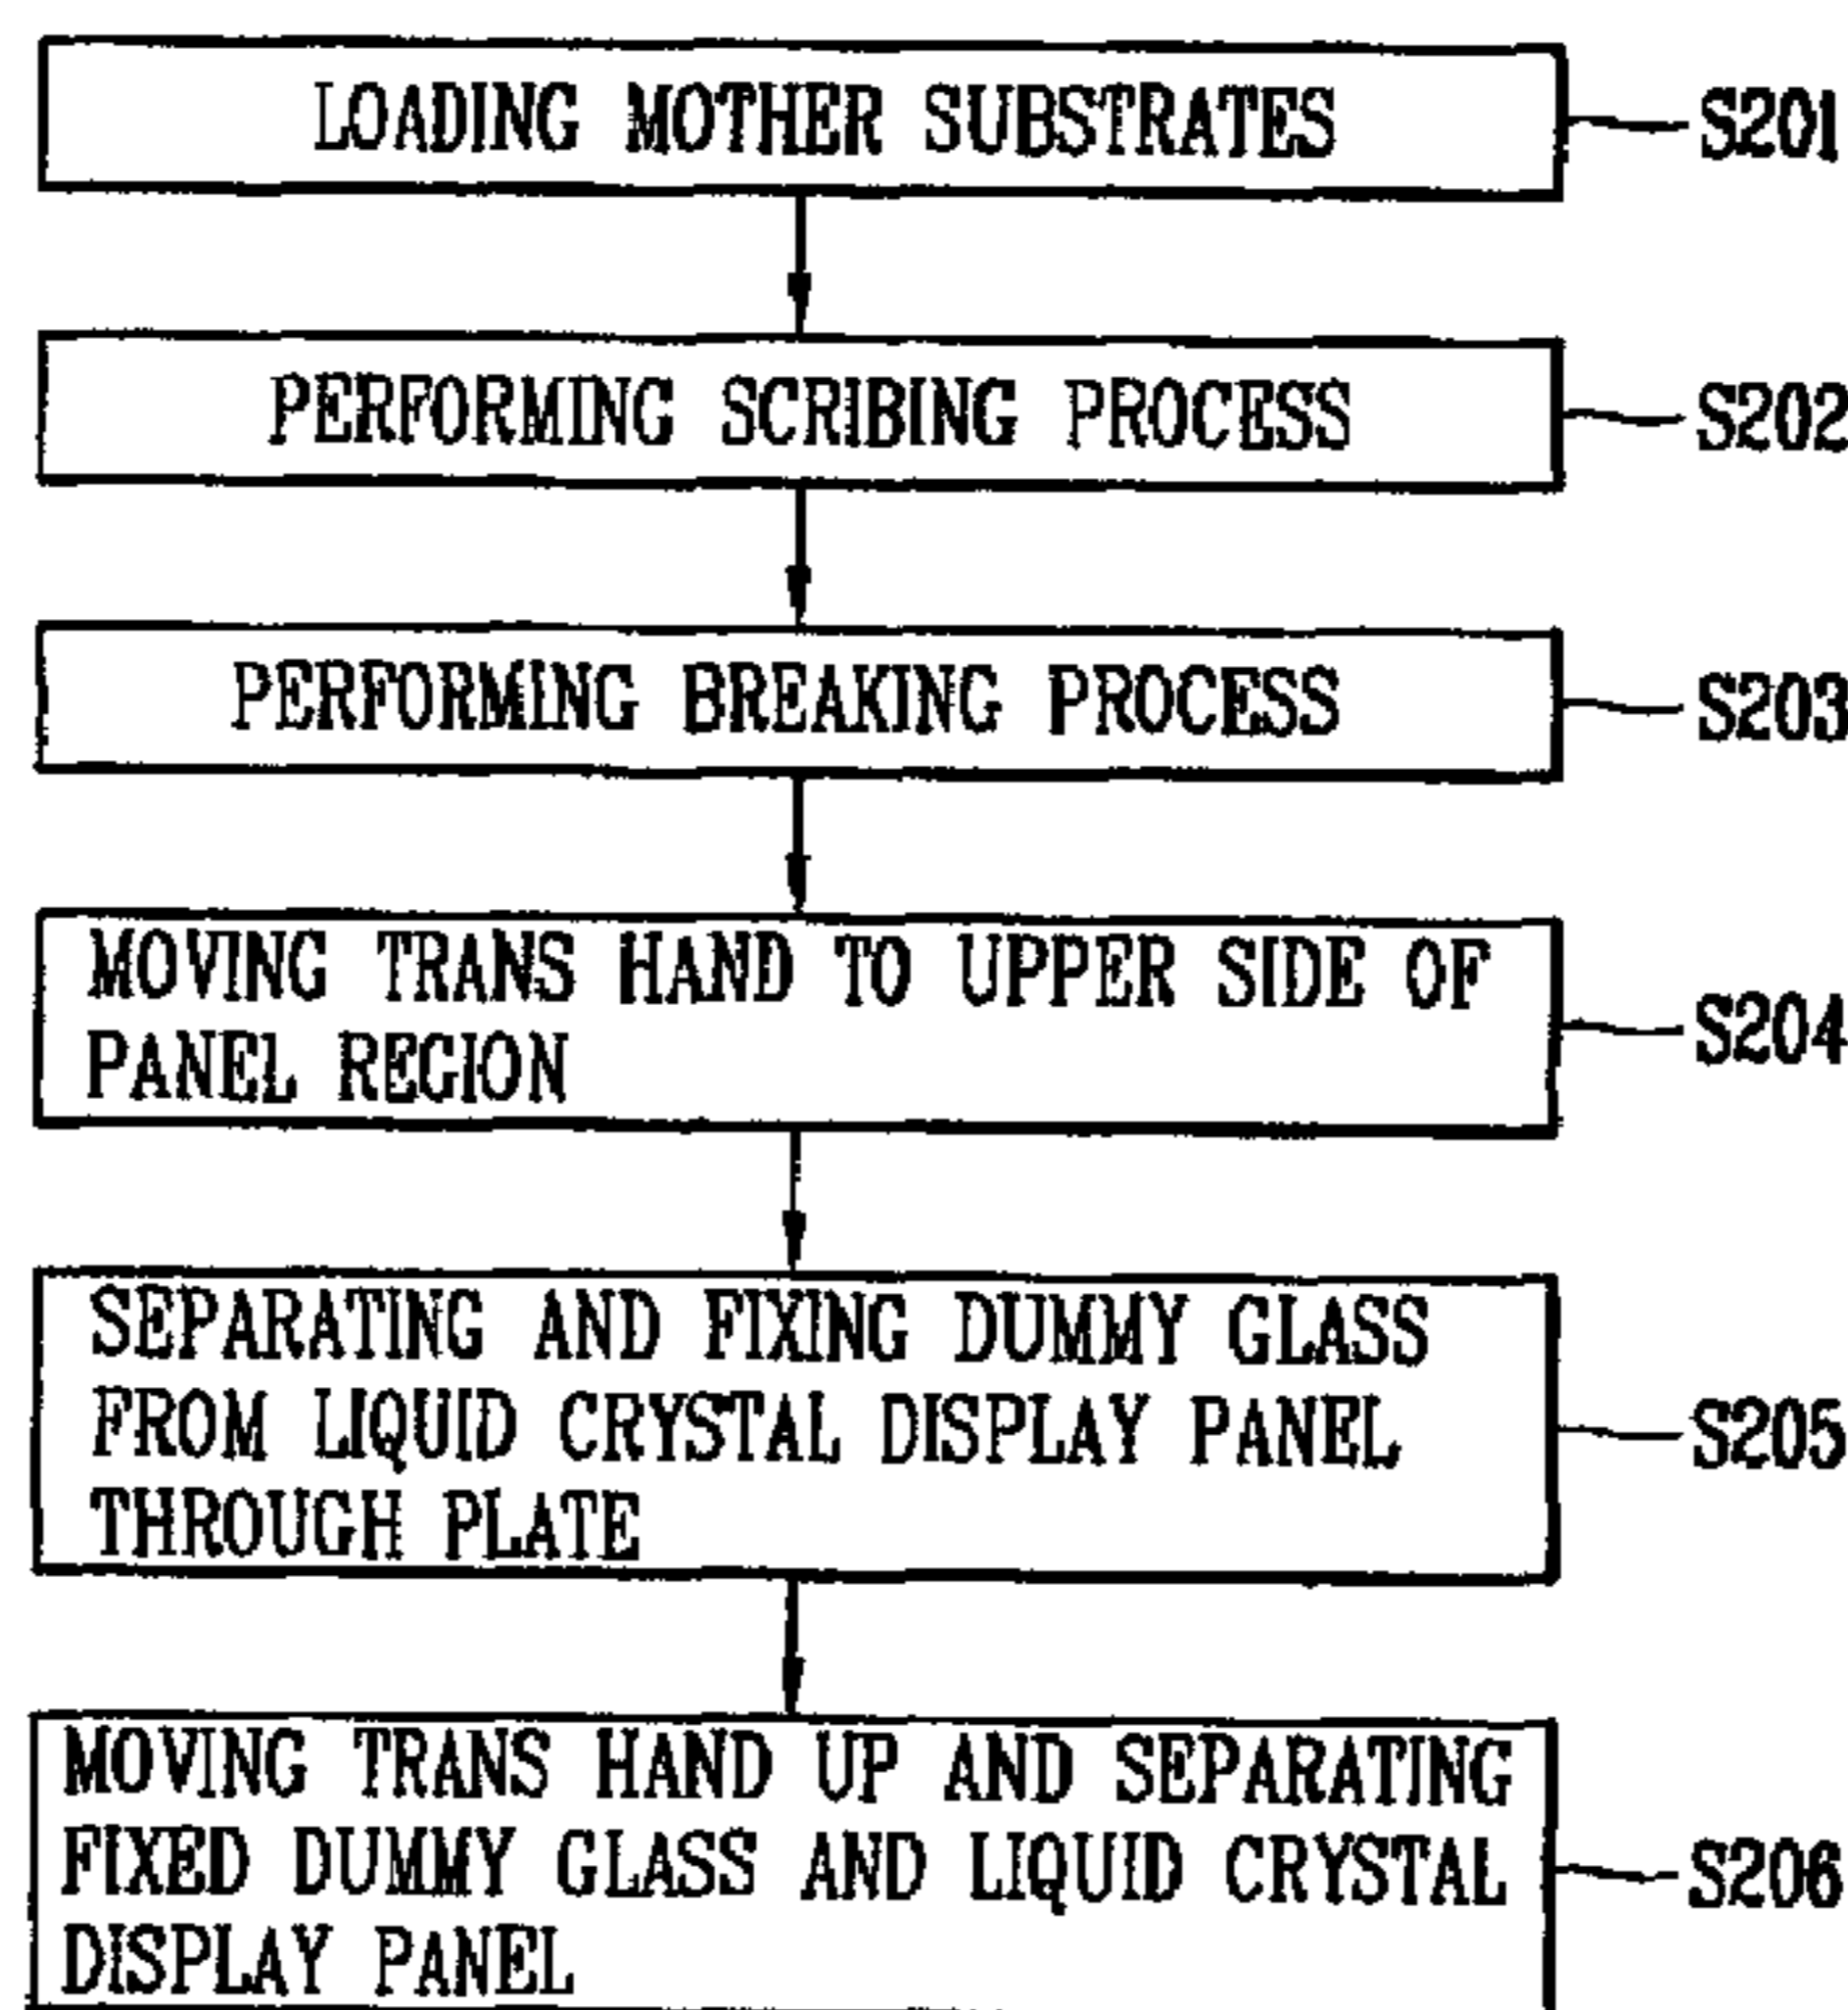 LOADING MOTHER SUBSTRATES
S201
PERFORMING SCRIBING PROCESS
S202
PERFORMING BREAKING PROCESS
S203
MOVING TRANS HAND TO UPPER SIDE OF
PANEL REGION
S204
SEPARATING AND FIXING DUMMY GLASS
FROM LIQUID CRYSTAL DISPLAY PANEL
THROUGH PLATE
S205
MOVING TRANS HAND UP AND SEPARATING
FIXED DUMMY GLASS AND LIQUID CRYSTAL
DISPLAY PANEL
S206